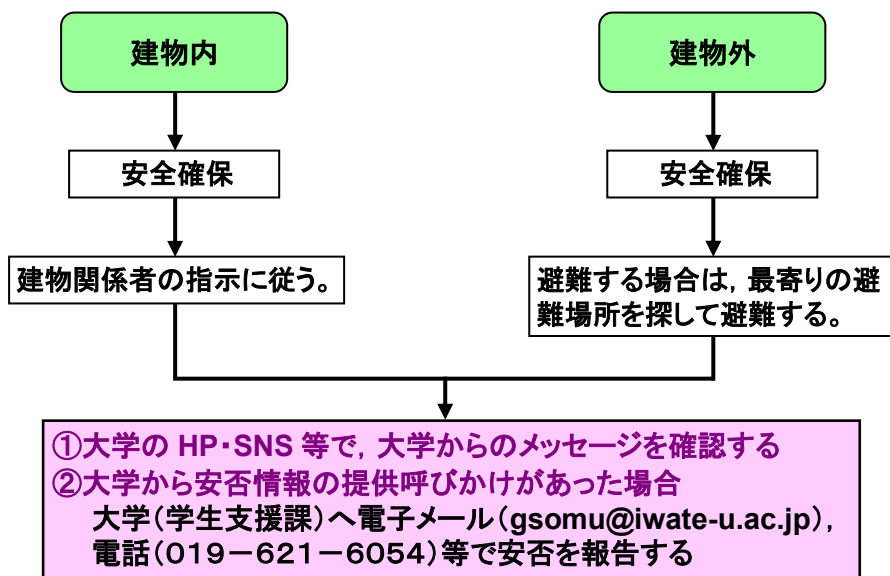 建物内
建物外
安全確保
安全確保
建物関係者の指示に従う。
避難する場合は，最寄りの避
難場所を探して避難する。
①大学の HP・SNS 等で，大学からのメッセージを確認する
②大学から安否情報の提供呼びかけがあった場合
大学（学生支援課）へ電子メール（gsomu@iwate-u.ac.jp），
電話（０１９－６２１－６０５４）等で安否を報告する